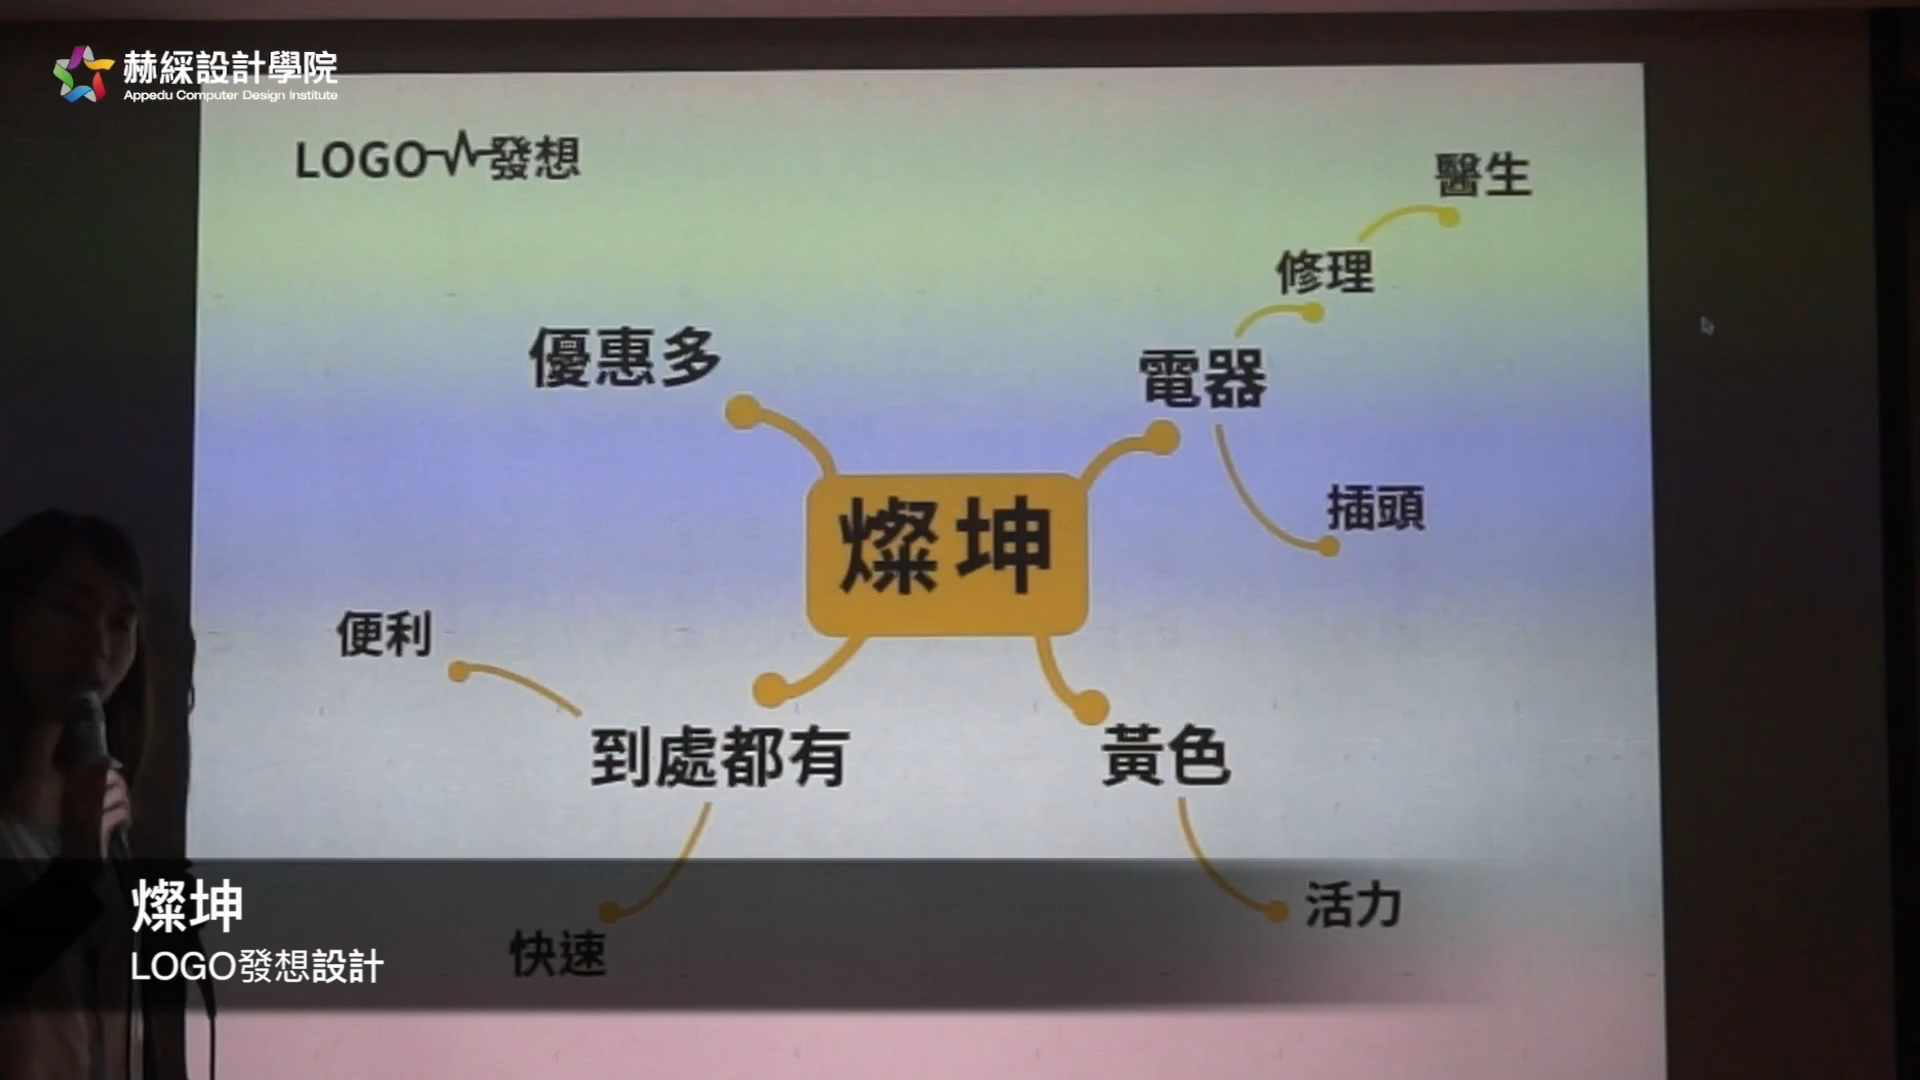 赫綵設計學院
Appedu Computer Design Institute
LOGO發想
醫生
修理
優惠多
電器
插頭
燦坤
便利
到處都有
黃色
活力
快速
燦坤
LOGO發想設計